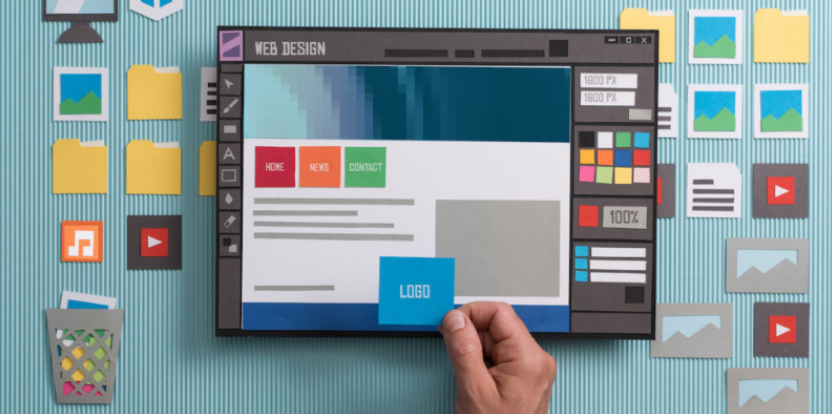 WEB DESIGN
1600 PX
1600 PX
HOME
NEWS
CONTACT
100%
LOGO